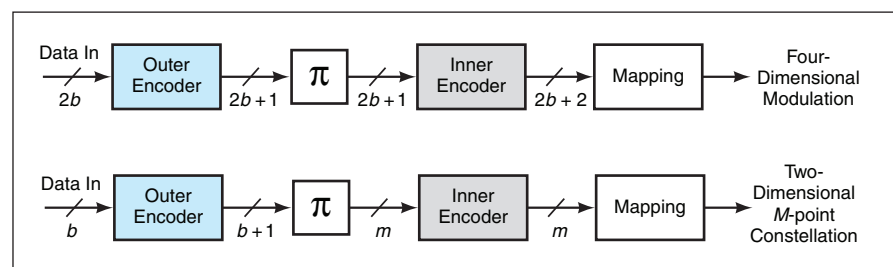 Data In
2b
Outer
Encoder
2b + 1
π
2b + 1
Inner
Encoder
2b + 2
Mapping
Four-
Dimensional
Modulation
Data In
b
Outer
Encoder
b + 1
π
m
Inner
Encoder
m
Mapping
Two-
Dimensional
M-point
Constellation